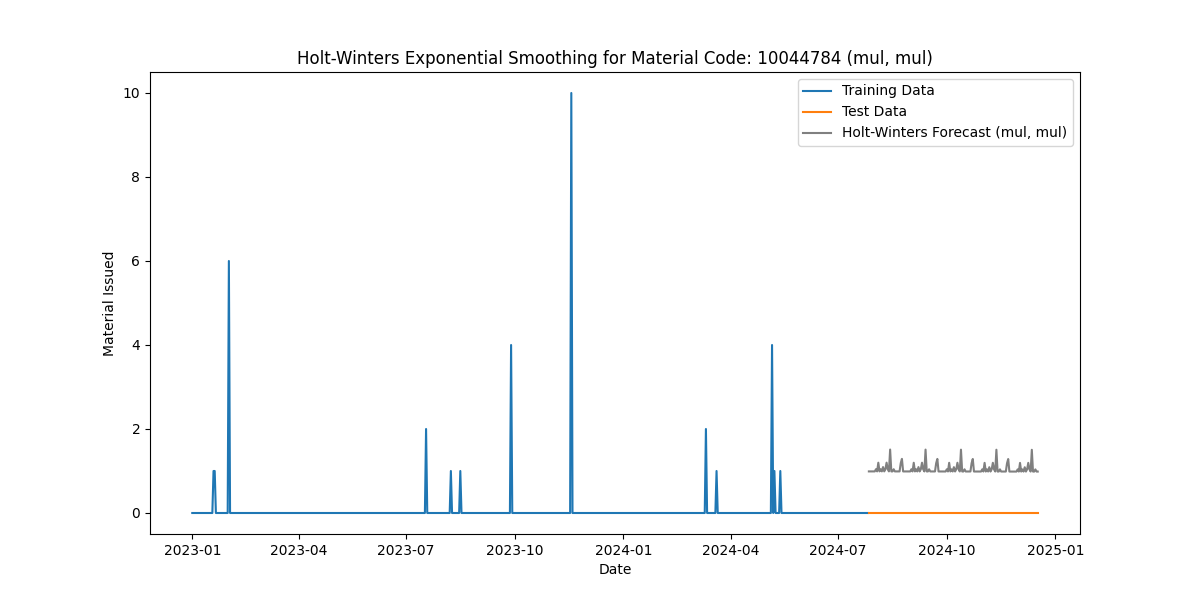 Holt-Winters Exponential Smoothing for Material Code: 10044784 (mul, mul)
Training Data
Test Data
Holt-Winters Forecast (mul, mul)
Material Issued
10
8
6
4
2
0
2023-01 2023-04 2023-07 2023-10 2024-01 2024-04 2024-07 2024-10 2025-01
Date